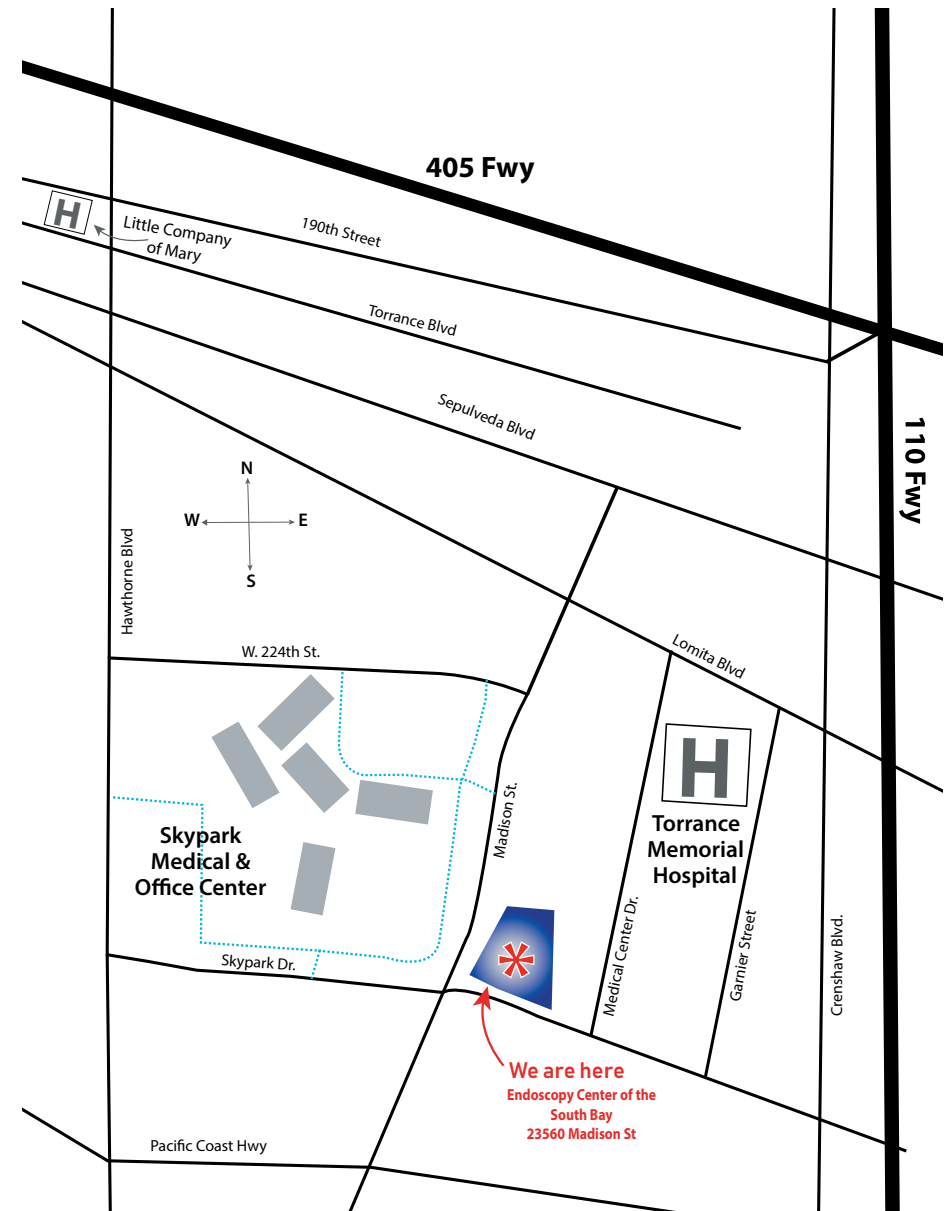 405 Fwy
190th Street
H
Little Company
of Mary
Torrance Blvd
Sepulveda Blvd
110 Fwy
N
W
E
S
Hawthorne Blvd
W. 224th St.
Lomita Blvd
H
Torrance
Memorial
Hospital
Madison St.
Skypark
Medical &
Office Center
Medical Center Dr.
Garnier Street
Crenshaw Blvd.
Skypark Dr.
We are here
Endoscopy Center of the
South Bay
23560 Madison St
Pacific Coast Hwy